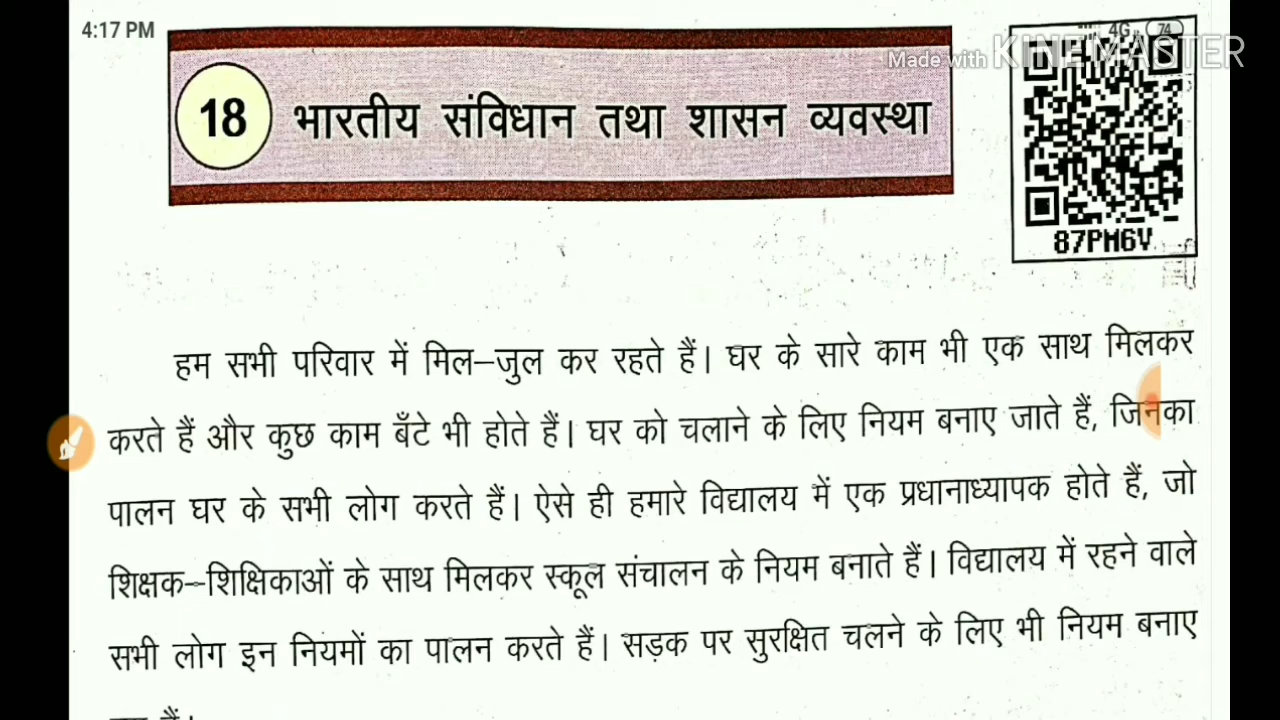 4:17 PM
4G 74
Made with KINEMASTER
18 भारतीय संविधान तथा शासन व्यवस्था
87PM6V
हम सभी परिवार में मिल–जुल कर रहते हैं। घर के सारे काम भी एक साथ मिलकर
करते हैं और कुछ काम बँटे भी होते हैं। घर को चलाने के लिए नियम बनाए जाते हैं, जिनका
पालन घर के सभी लोग करते हैं। ऐसे ही हमारे विद्यालय में एक प्रधानाध्यापक होते हैं, जो
शिक्षक–शिक्षिकाओं के साथ मिलकर स्कूल संचालन के नियम बनाते हैं। विद्यालय में रहने वाले
सभी लोग इन नियमों का पालन करते हैं। सड़क पर सुरक्षित चलने के लिए भी नियम बनाए
हैं।